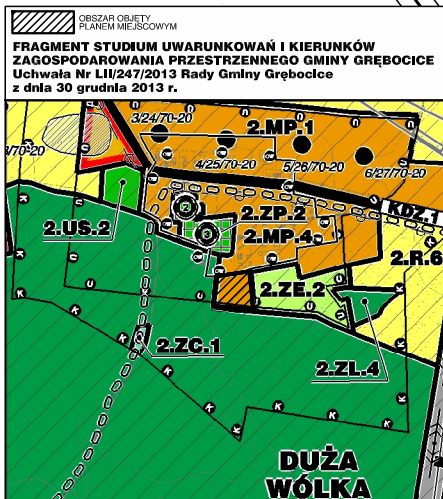 OBSZAR OBJĘTY
PLANEM MIEJSCOWYM
FRAGMENT STUDIUM UWARUNKOWAŃ I KIERUNKÓW
ZAGOSPODAROWANIA PRZESTRZENNEGO GMINY GRĘBOCICE
Uchwała Nr LII/247/2013 Rady Gminy Grębocice
z dnia 30 grudnia 2013 r.
3/24/70-20
2.MP.1
/70-20
4/25/70-20
5/26/70-20
6/27/70-20
KDZ.1
2.US.2
2.ZP.2
2.MP.4
2.R.6
2.ZE.2
2.ZC.1
2.ZL.4
DUŻA
WÓLKA